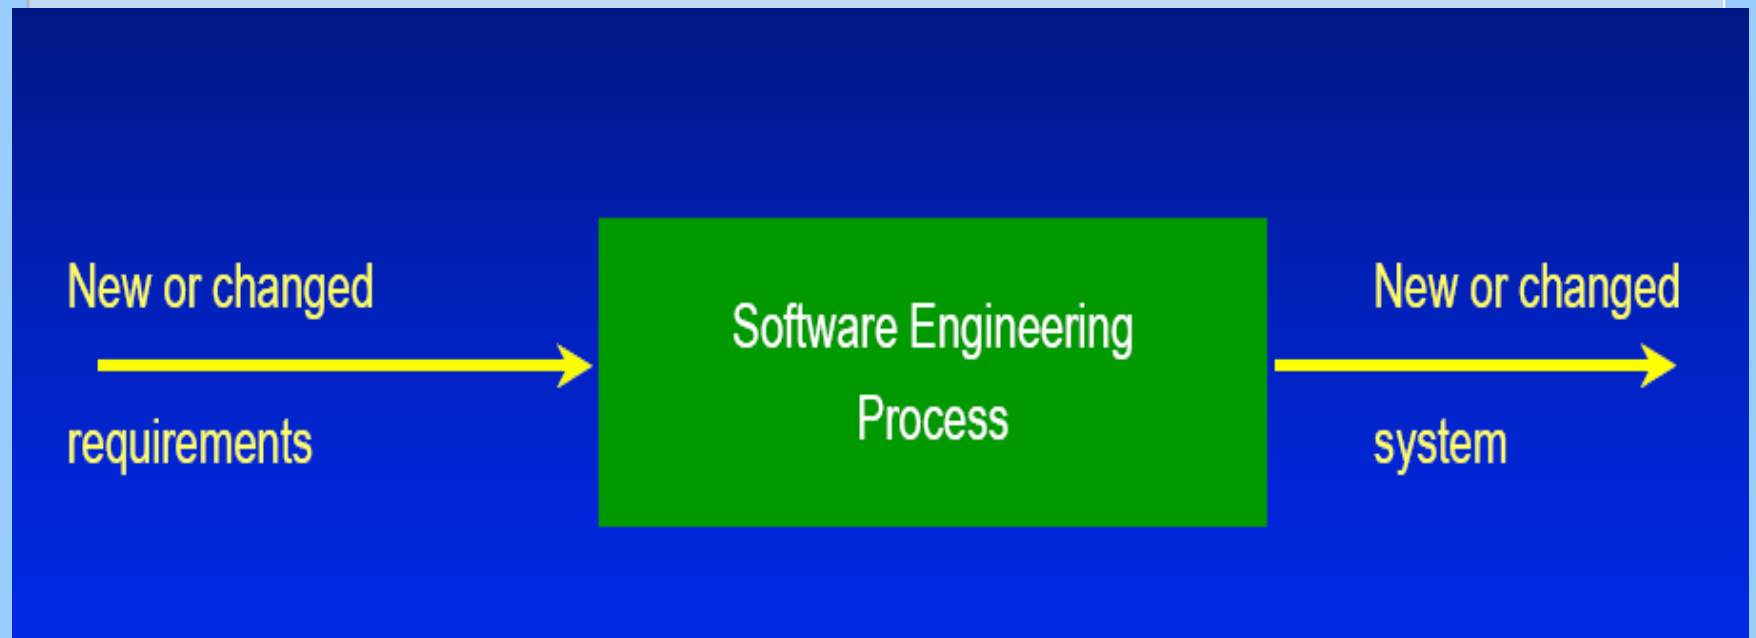 New or changed
requirements
Software Engineering
Process
New or changed
system